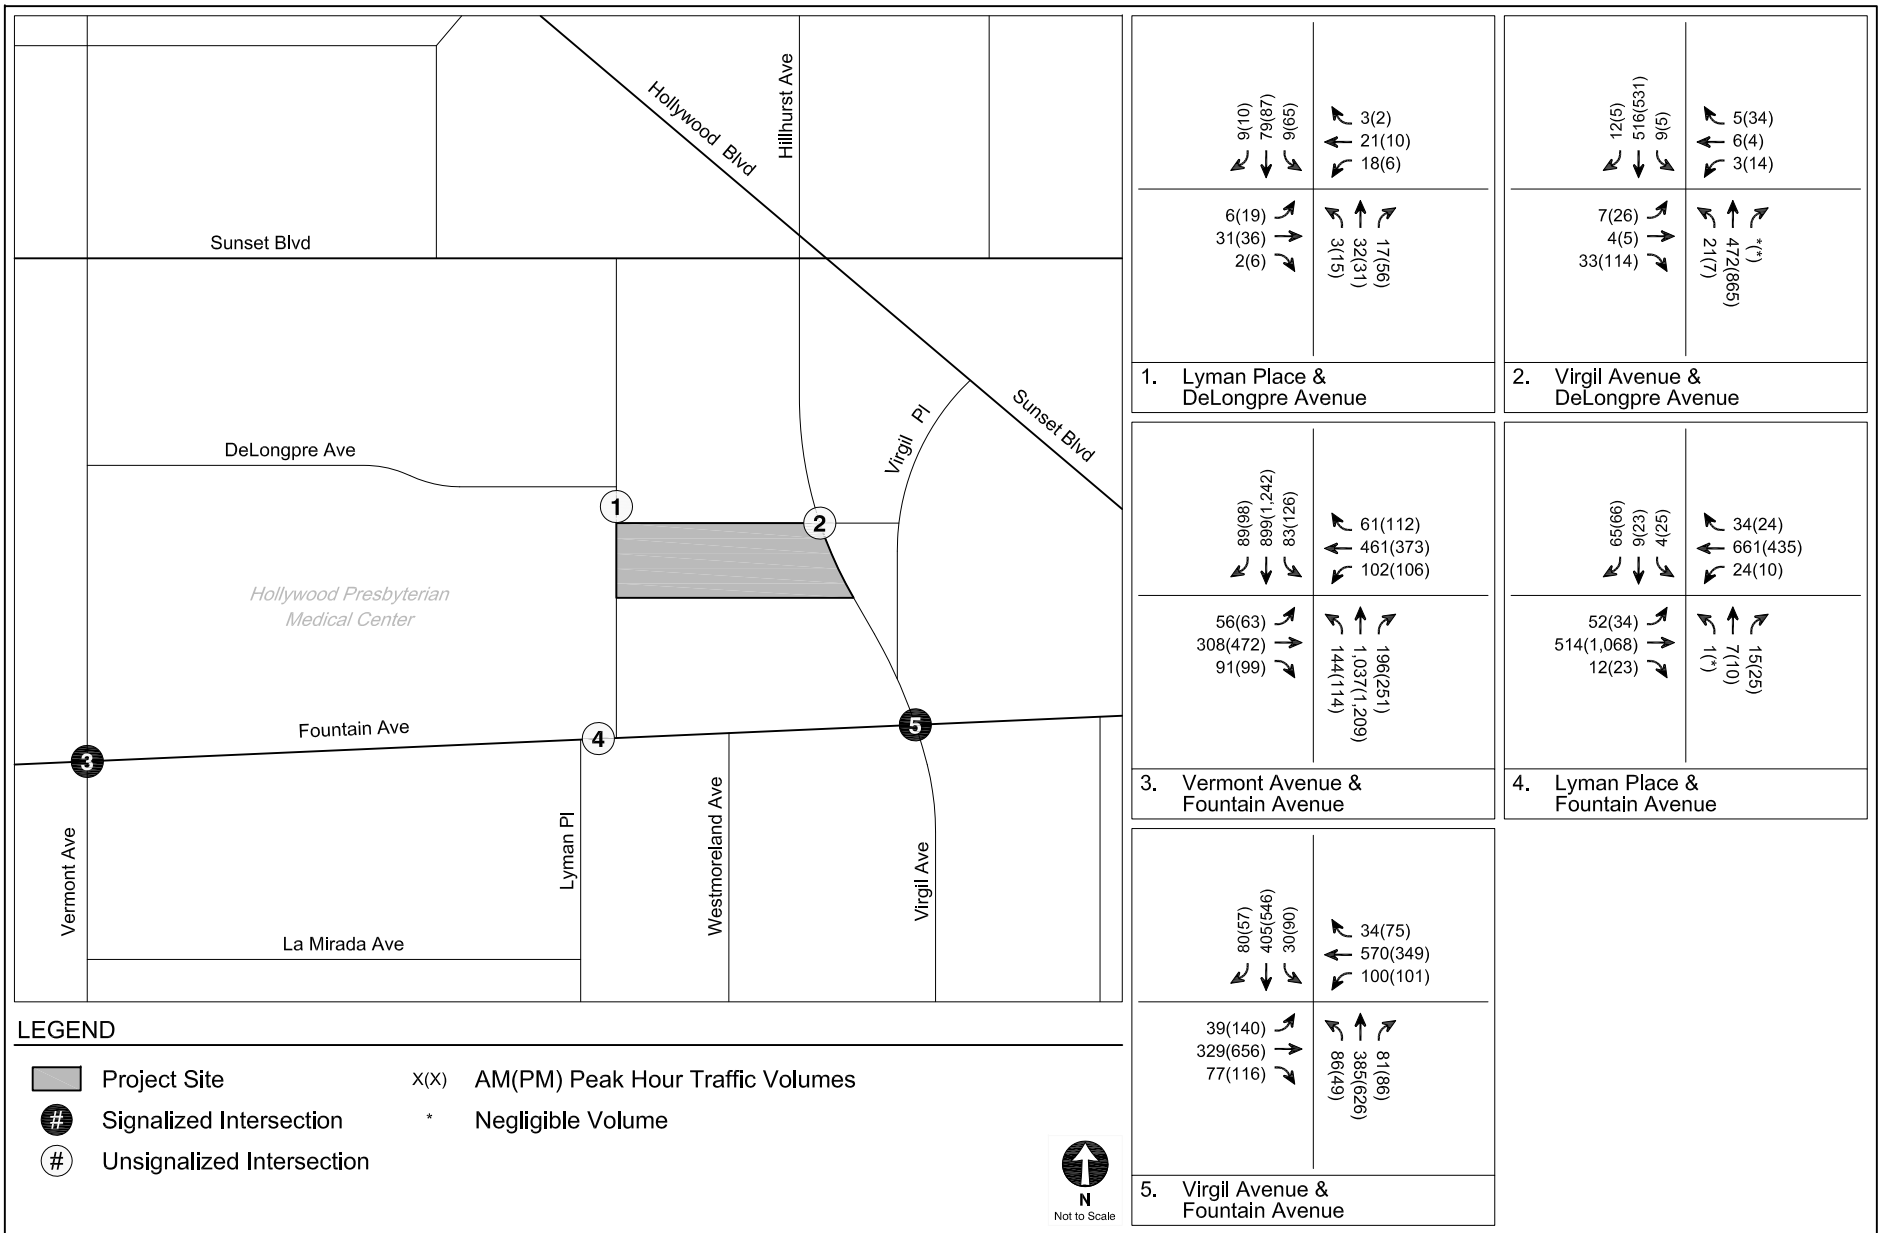 Hollywood Blvd
Hillhurst Ave
Sunset Blvd
Sunset Blvd
Virgil Pl
DeLongpre Ave
1
2
Hollywood Presbyterian
Medical Center
Fountain Ave
3
4
5
Vermont Ave
Lyman Pl
Westmoreland Ave
Virgil Ave
La Mirada Ave
LEGEND
Project Site
X(X) AM(PM) Peak Hour Traffic Volumes
# Signalized Intersection
* Negligible Volume
# Unsignalized Intersection
N
Not to Scale
9(10)
79(87)
9(65)
3(2)
21(10)
18(6)
6(19)
31(36)
2(6)
3(15)
32(31)
17(56)
1. Lyman Place &
DeLongpre Avenue
12(5)
516(531)
9(5)
5(34)
6(4)
3(14)
7(26)
4(5)
33(114)
21(7)
472(865)
*(*)
2. Virgil Avenue &
DeLongpre Avenue
89(98)
899(1,242)
83(126)
61(112)
461(373)
102(106)
56(63)
308(472)
91(99)
144(114)
1,037(1,209)
196(251)
3. Vermont Avenue &
Fountain Avenue
65(66)
9(23)
4(25)
34(24)
661(435)
24(10)
52(34)
514(1,068)
12(23)
1(*)
7(10)
15(25)
4. Lyman Place &
Fountain Avenue
80(57)
405(546)
30(90)
34(75)
570(349)
100(101)
39(140)
329(656)
77(116)
86(49)
385(626)
81(86)
5. Virgil Avenue &
Fountain Avenue